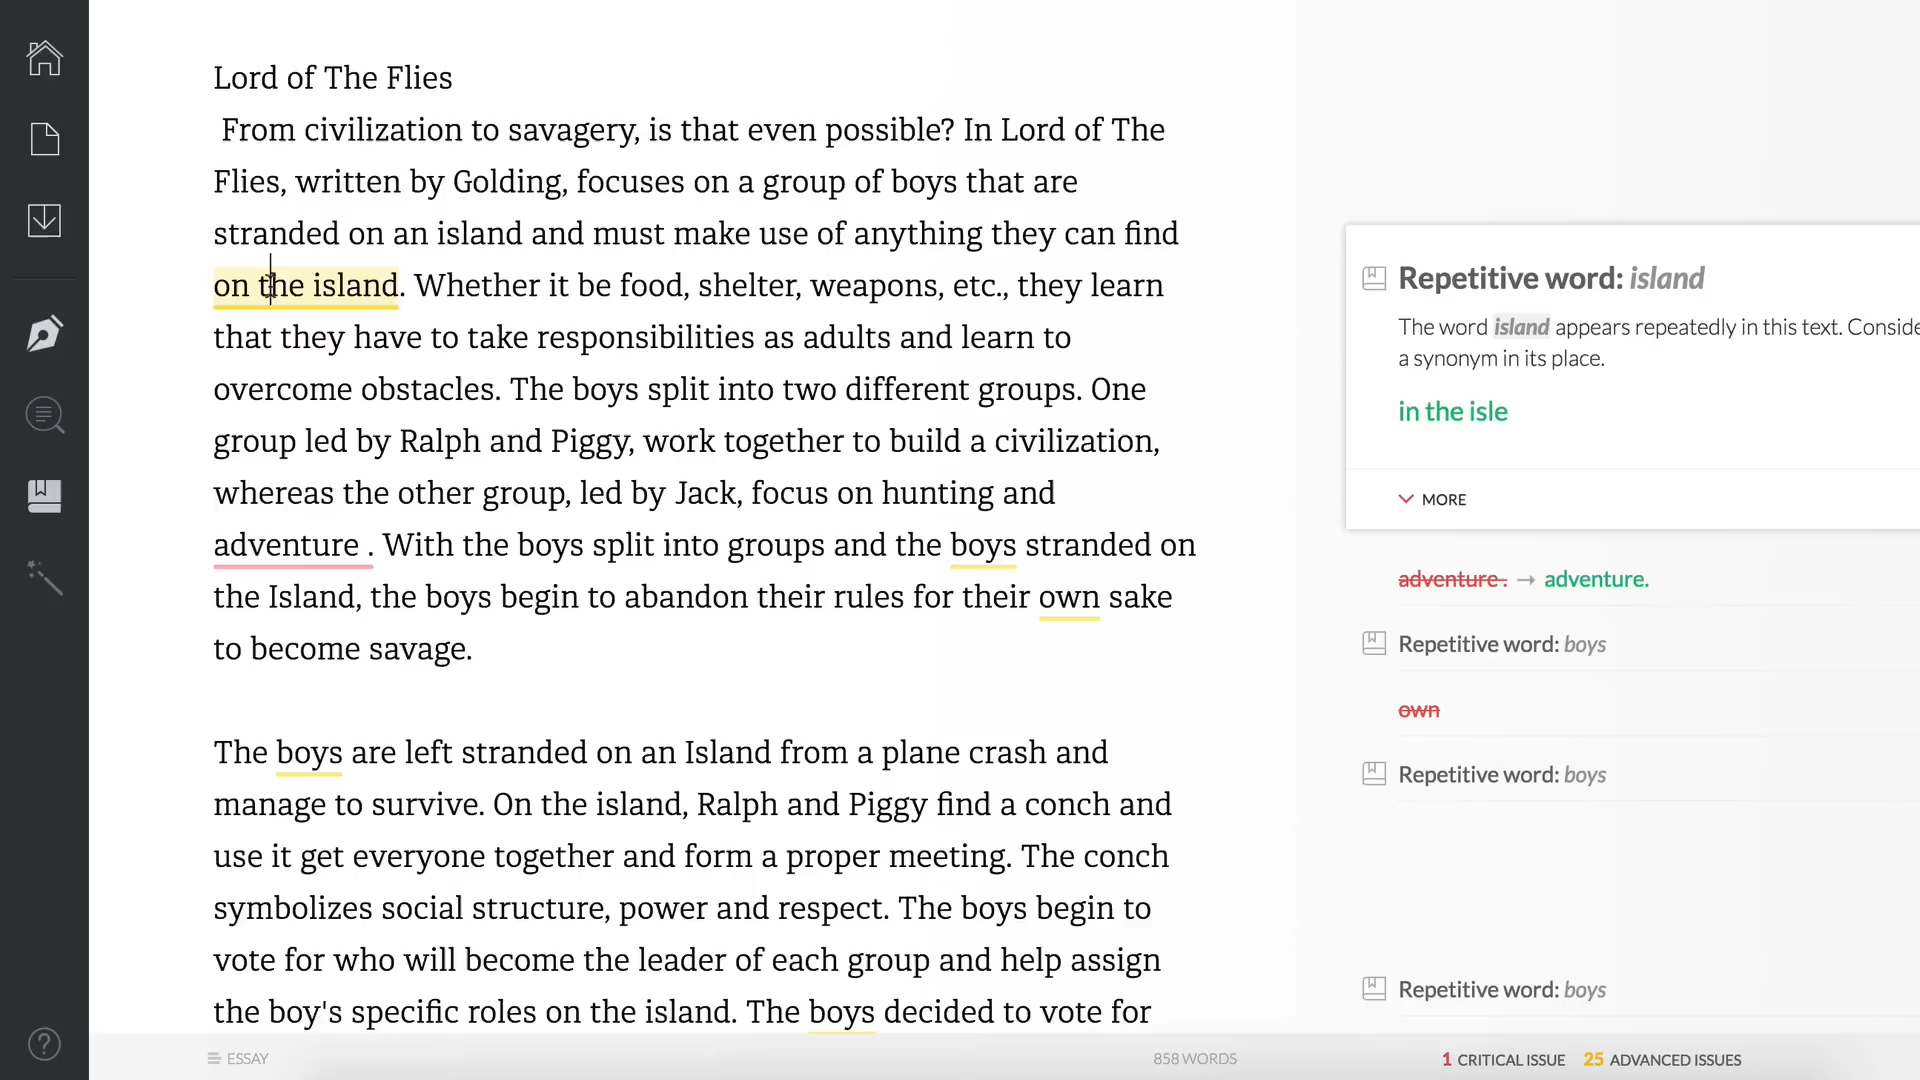 Lord of The Flies
From civilization to savagery, is that even possible? In Lord of The
Flies, written by Golding, focuses on a group of boys that are
stranded on an island and must make use of anything they can find
on the island. Whether it be food, shelter, weapons, etc., they learn
that they have to take responsibilities as adults and learn to
overcome obstacles. The boys split into two different groups. One
group led by Ralph and Piggy, work together to build a civilization,
whereas the other group, led by Jack, focus on hunting and
adventure . With the boys split into groups and the boys stranded on
the Island, the boys begin to abandon their rules for their own sake
to become savage.
The boys are left stranded on an Island from a plane crash and
manage to survive. On the island, Ralph and Piggy find a conch and
use it get everyone together and form a proper meeting. The conch
symbolizes social structure, power and respect. The boys begin to
vote for who will become the leader of each group and help assign
the boy's specific roles on the island. The boys decided to vote for
Repetitive word: island
The word island appears repeatedly in this text. Conside
a synonym in its place.
in the isle
MORE
adventure . → adventure.
Repetitive word: boys
own
Repetitive word: boys
Repetitive word: boys
ESSAY
858 WORDS
1 CRITICAL ISSUE 25 ADVANCED ISSUES